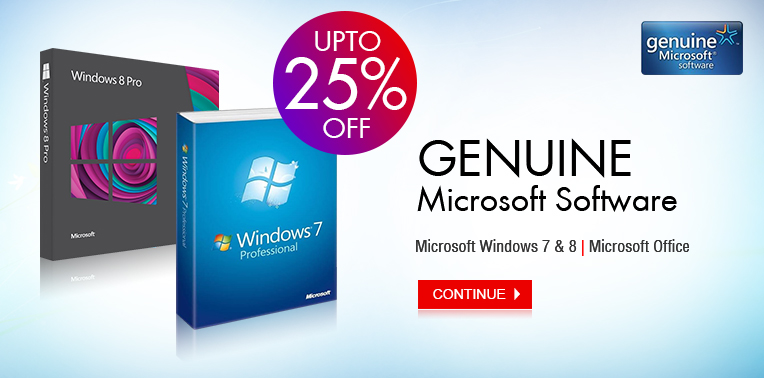 Windows 8 Pro
Windows 8 Pro
Microsoft
Windows 7 Professional
Windows 7
Professional
Microsoft
UPTO
25%
OFF
genuine
Microsoft®
software
GENUINE
Microsoft Software
Microsoft Windows 7 & 8 | Microsoft Office
CONTINUE